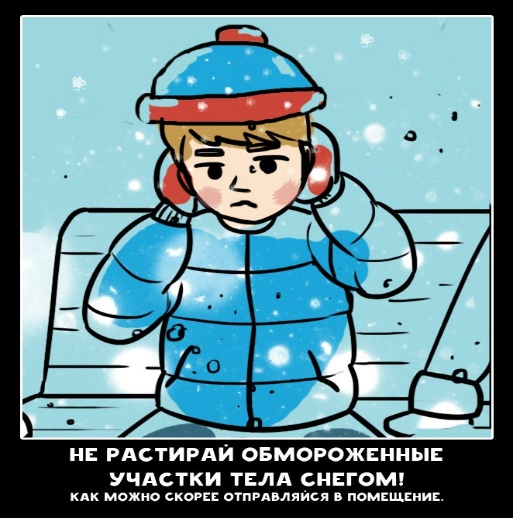 НЕ РАСТИРАЙ ОБМОРОЖЕННЫЕ
УЧАСТКИ ТЕЛА СНЕГОМ!
КАК МОЖНО СКОРЕЕ ОТПРАВЛЯЙСЯ В ПОМЕЩЕНИЕ.